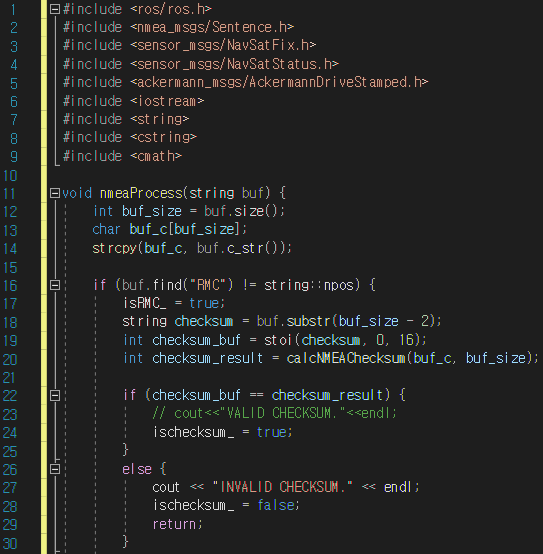 1 #include <ros/ros.h>
2 #include <nmea_msgs/Sentence.h>
3 #include <sensor_msgs/NavSatFix.h>
4 #include <sensor_msgs/NavSatStatus.h>
5 #include <ackermann_msgs/AckermannDriveStamped.h>
6 #include <iostream>
7 #include <string>
8 #include <cstring>
9 #include <cmath>
10
11 void nmeaProcess(string buf) {
12     int buf_size = buf.size();
13     char buf_c[buf_size];
14     strcpy(buf_c, buf.c_str());
15
16     if (buf.find("RMC") != string::npos) {
17         isRMC_ = true;
18         string checksum = buf.substr(buf_size - 2);
19         int checksum_buf = stoi(checksum, 0, 16);
20         int checksum_result = calcNMEAChecksum(buf_c, buf_size);
21
22         if (checksum_buf == checksum_result) {
23             // cout<<"VALID CHECKSUM."<<endl;
24             ischecksum_ = true;
25         }
26         else {
27             cout << "INVALID CHECKSUM." << endl;
28             ischecksum_ = false;
29             return;
30         }